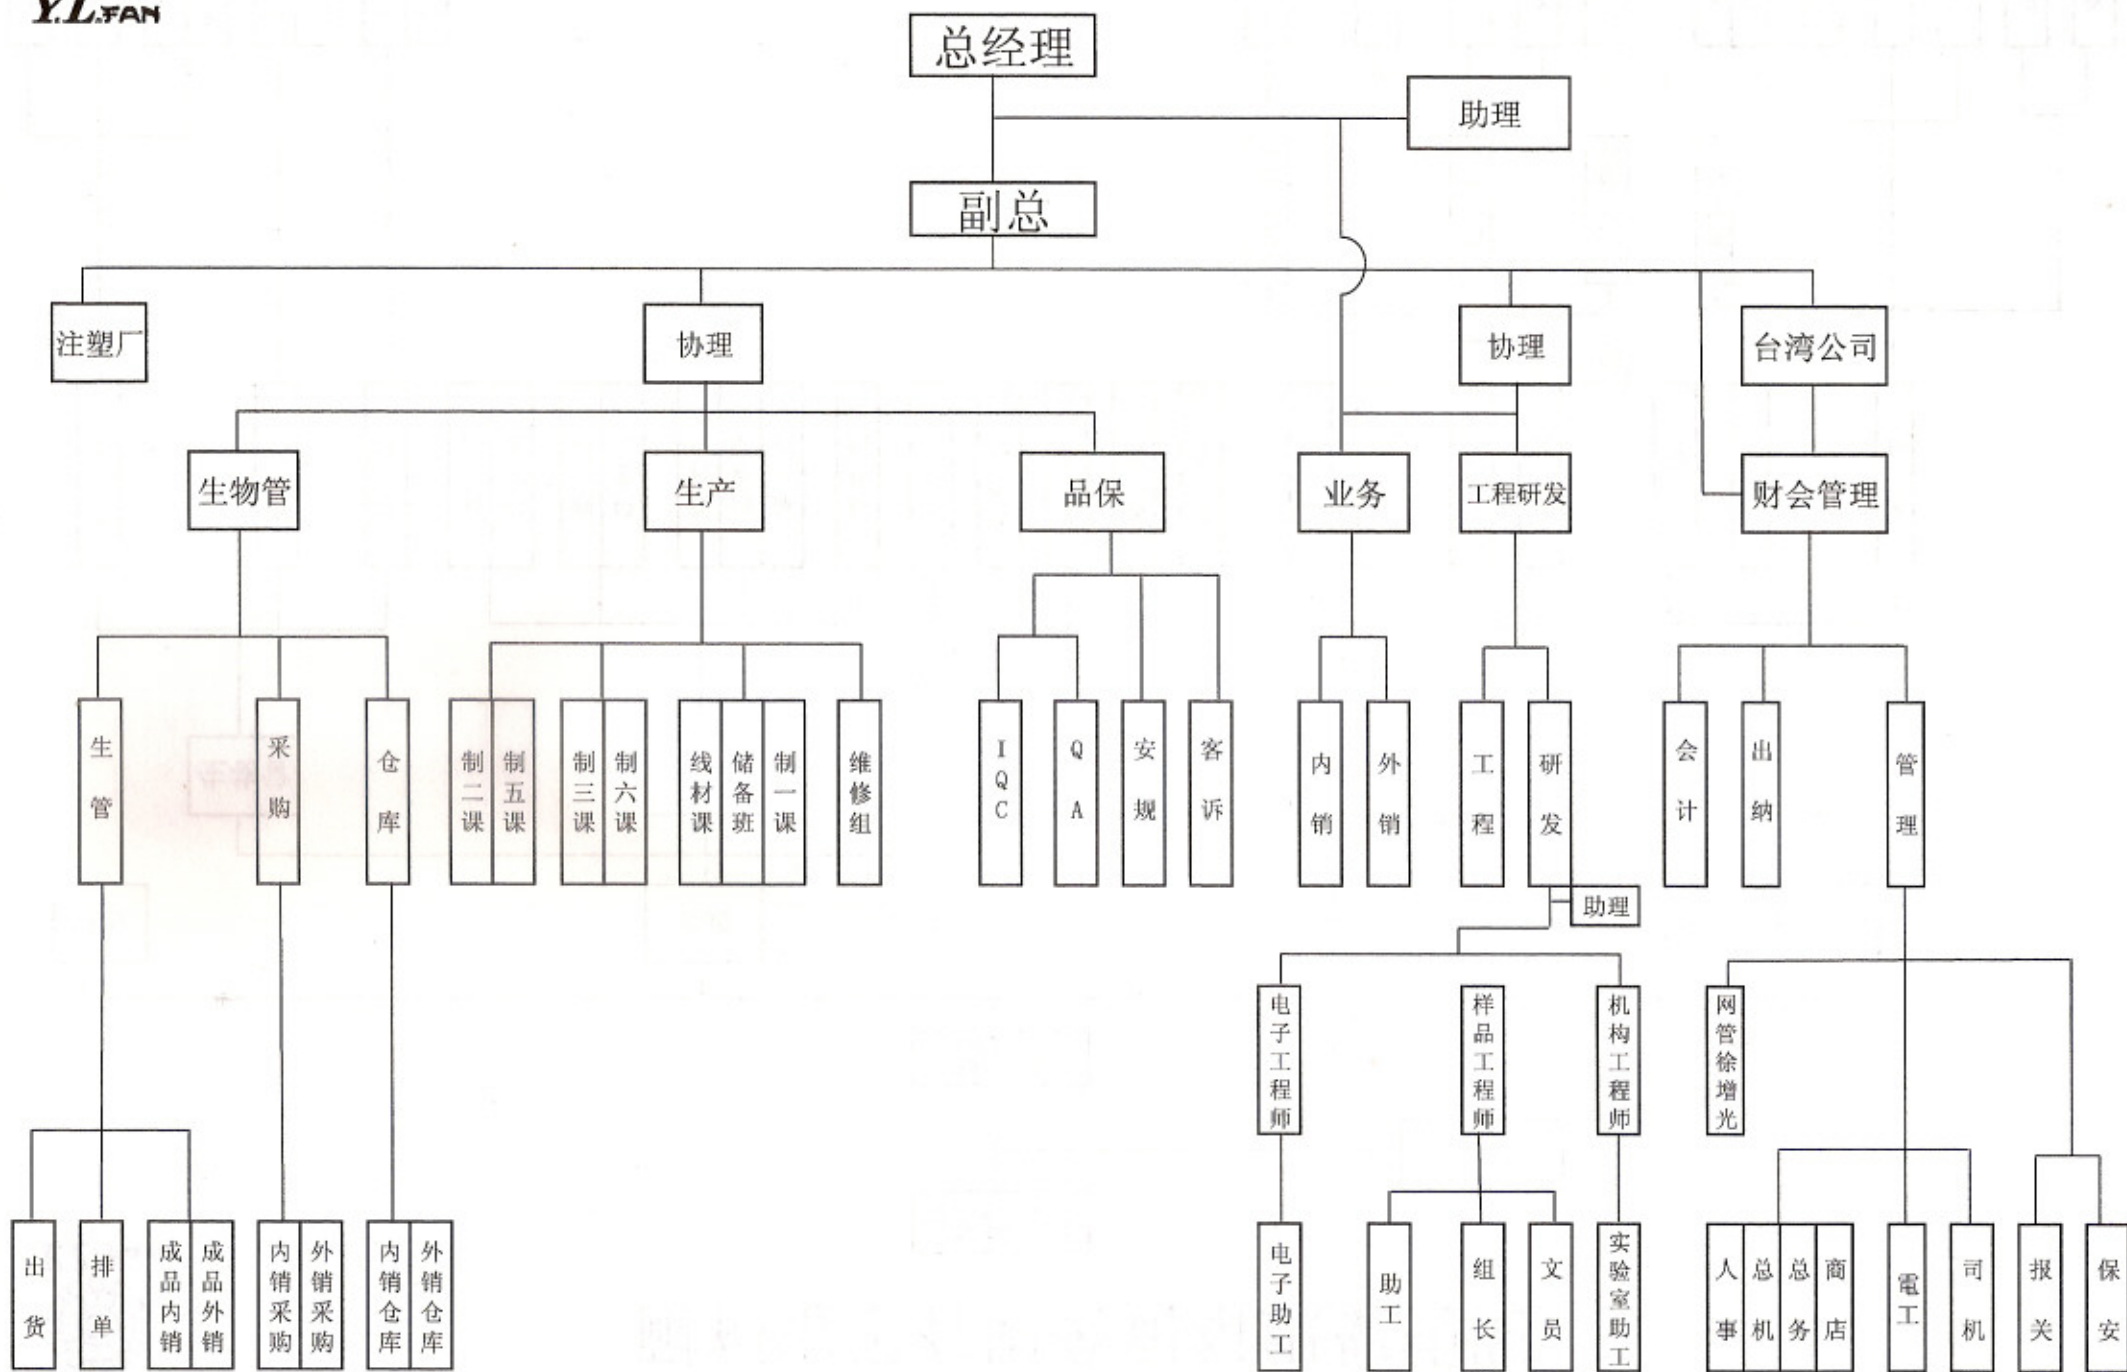 Y.L.FAN
总经理
助理
副总
注塑厂
协理
协理
台湾公司
生物管
生产
品保
业务
工程研发
财会管理
生管
采购
仓库
制二课
制五课
制三课
制六课
线材课
储备班
制一课
维修组
IQC
QA
安规
客诉
内销
外销
工程
研发
会计
出纳
管理
助理
电子工程师
样品工程师
机构工程师
网管徐增光
出货
排单
成品内销
成品外销
内销采购
外销采购
内销仓库
外销仓库
电子助工
助工
组长
文员
实验室助工
人事
总机
总务
商店
電工
司机
报关
保安